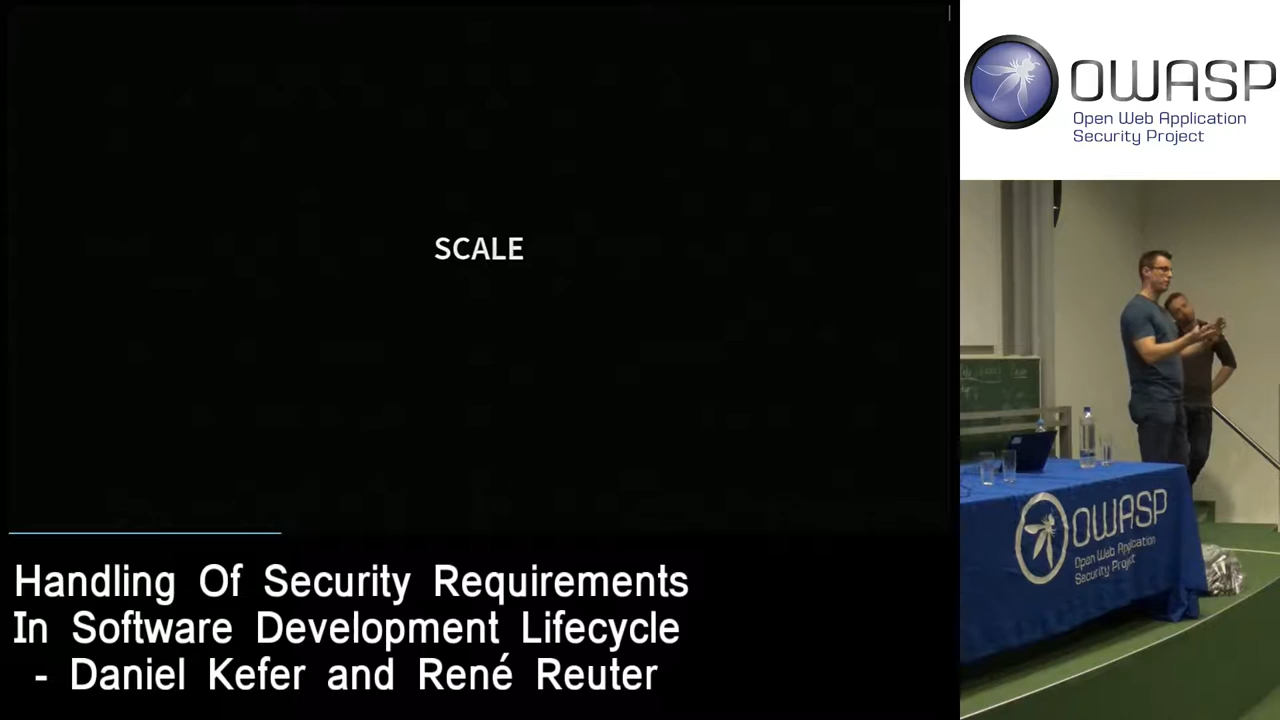 SCALE
Handling Of Security Requirements
In Software Development Lifecycle
- Daniel Kefer and René Reuter
OWASP
Open Web Application
Security Project
OWASP
Open Web Application
Security Project